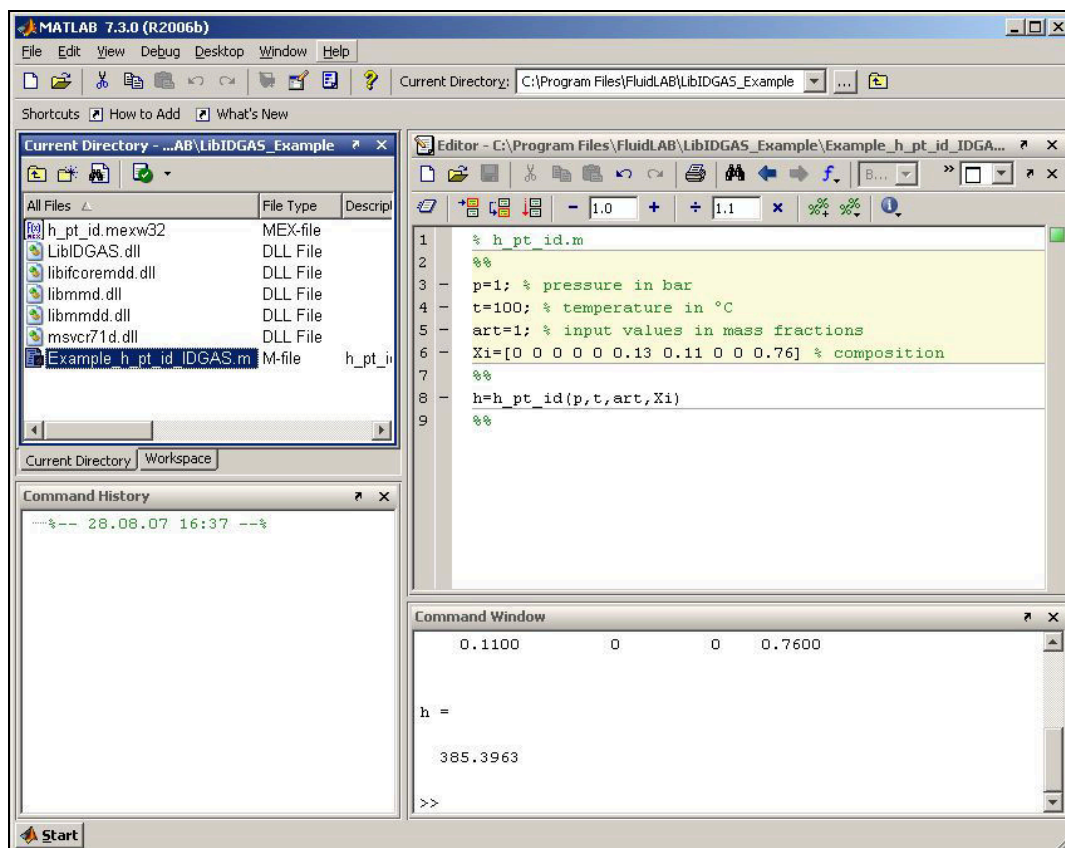 MATLAB 7.3.0 (R2006b)
File Edit View Debug Desktop Window Help
Current Directory: C:\Program Files\FluidLAB\LibIDGAS_Example ...
Shortcuts How to Add What's New
Current Directory - ...AB\LibIDGAS_Example
All Files File Type Descript
h_pt_id.mexw32 MEX-file
LibIDGAS.dll DLL File
libifcoremdd.dll DLL File
libmmd.dll DLL File
libmmdd.dll DLL File
msvcr71d.dll DLL File
Example_h_pt_id_IDGAS.m M-file h_pt_i
Current Directory Workspace
Command History
%-- 28.08.07 16:37 --%
Editor - C:\Program Files\FluidLAB\LibIDGAS_Example\Example_h_pt_id_IDGA...
B... »
- 1.0 + ÷ 1.1 ×
1 % h_pt_id.m
2 %%
3 - p=1; % pressure in bar
4 - t=100; % temperature in °C
5 - art=1; % input values in mass fractions
6 - Xi=[0 0 0 0 0 0.13 0.11 0 0 0.76] % composition
7 %%
8 - h=h_pt_id(p,t,art,Xi)
9 %%
Command Window
0.1100 0 0 0.7600
h =
385.3963
>>
Start